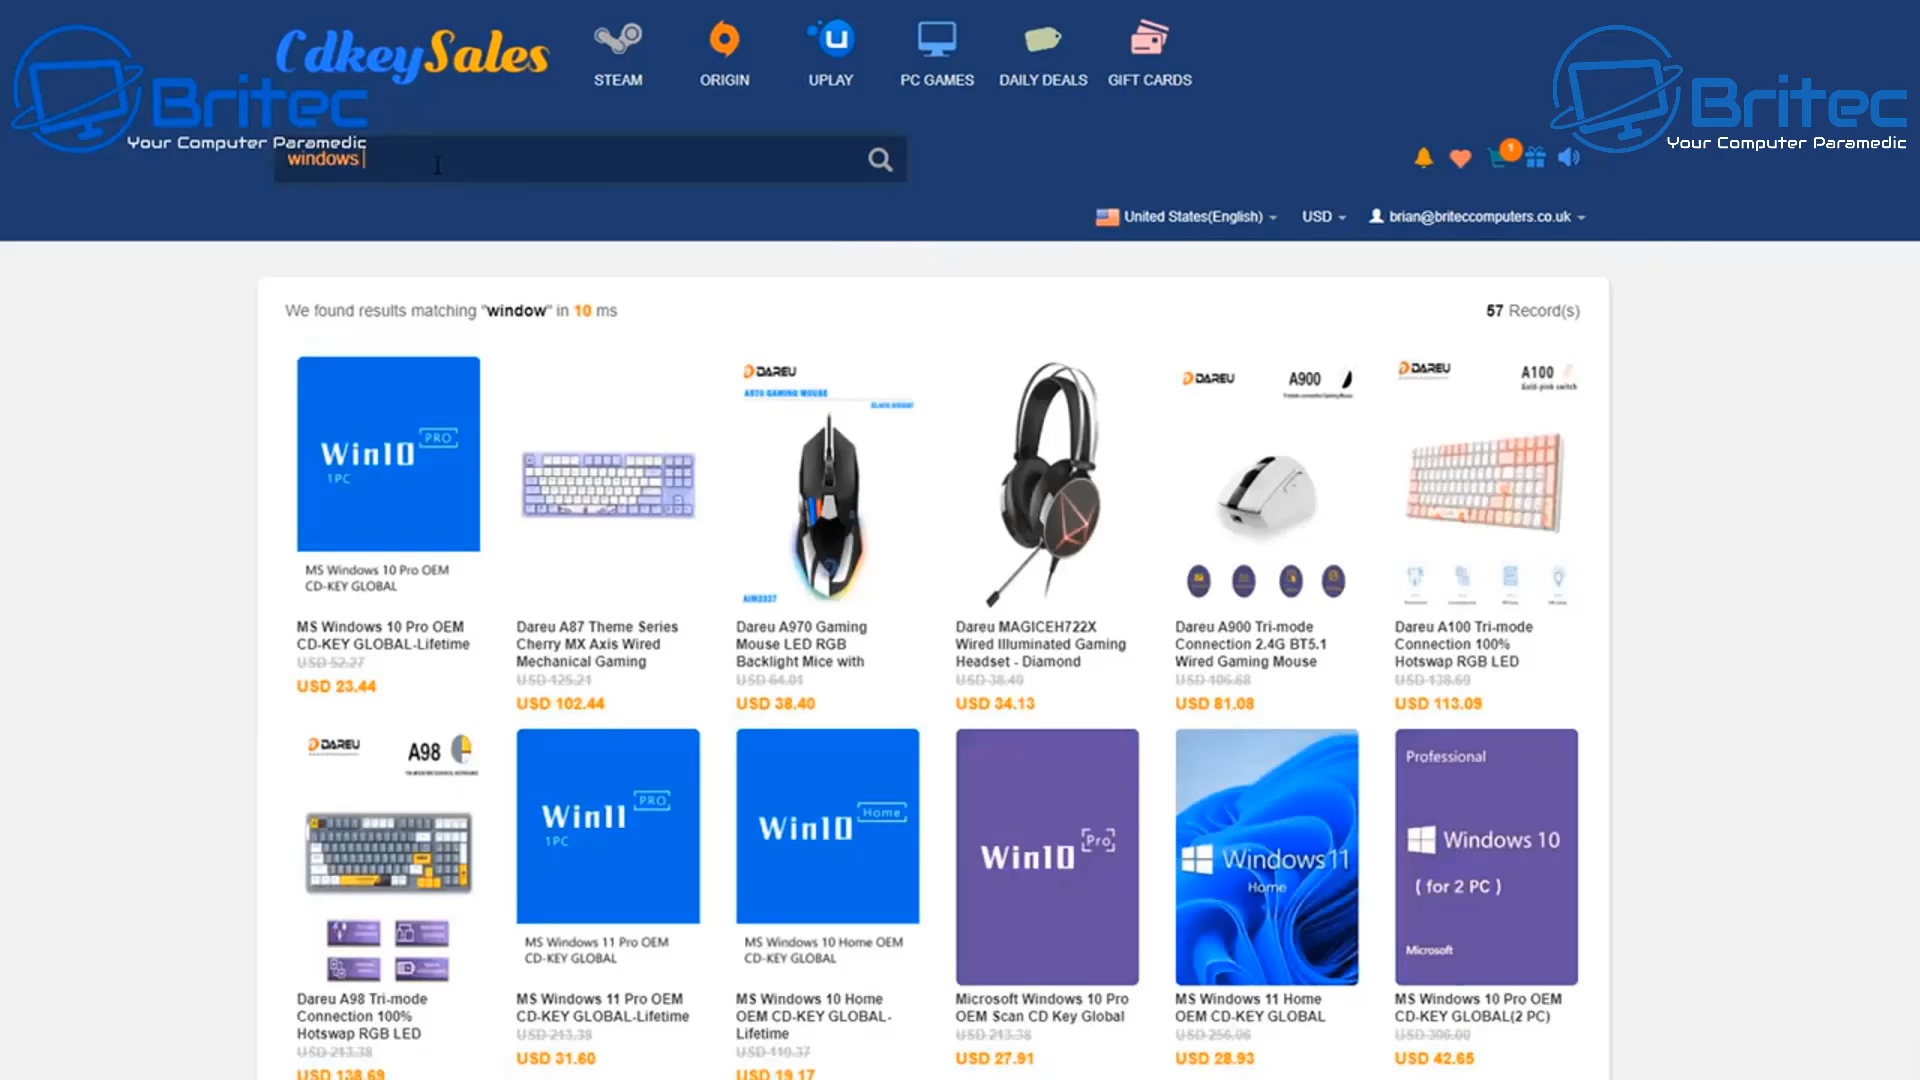 CdkeySales
STEAM
ORIGIN
UPLAY
PC GAMES
DAILY DEALS
GIFT CARDS
Britec
Your Computer Paramedic
Britec
Your Computer Paramedic
windows
1
United States(English)
USD
brian@briteccomputers.co.uk
We found results matching "window" in 10 ms
57 Record(s)
Win10 PRO
1PC
MS Windows 10 Pro OEM
CD-KEY GLOBAL
DAREU
A970 GAMING MOUSE
BLACK KNIGHT
AIM3337
DAREU
A900
DAREU
A100
Gold-pink switch
MS Windows 10 Pro OEM
CD-KEY GLOBAL-Lifetime
USD 52.27
USD 23.44
Dareu A87 Theme Series
Cherry MX Axis Wired
Mechanical Gaming
USD 125.21
USD 102.44
Dareu A970 Gaming
Mouse LED RGB
Backlight Mice with
USD 64.01
USD 38.40
Dareu MAGICEH722X
Wired Illuminated Gaming
Headset - Diamond
USD 38.40
USD 34.13
Dareu A900 Tri-mode
Connection 2.4G BT5.1
Wired Gaming Mouse
USD 106.68
USD 81.08
Dareu A100 Tri-mode
Connection 100%
Hotswap RGB LED
USD 138.69
USD 113.09
DAREU
A98
Win11 PRO
1PC
MS Windows 11 Pro OEM
CD-KEY GLOBAL
Win10 Home
MS Windows 10 Home OEM
CD-KEY GLOBAL
Win10 Pro
Windows 11
Home
Professional
Windows 10
( for 2 PC )
Microsoft
Dareu A98 Tri-mode
Connection 100%
Hotswap RGB LED
USD 213.38
USD 138.69
MS Windows 11 Pro OEM
CD-KEY GLOBAL-Lifetime
USD 213.38
USD 31.60
MS Windows 10 Home
OEM CD-KEY GLOBAL-
Lifetime
USD 119.37
USD 19.17
Microsoft Windows 10 Pro
OEM Scan CD Key Global
USD 213.38
USD 27.91
MS Windows 11 Home
OEM CD-KEY GLOBAL
USD 256.06
USD 28.93
MS Windows 10 Pro OEM
CD-KEY GLOBAL(2 PC)
USD 306.00
USD 42.65